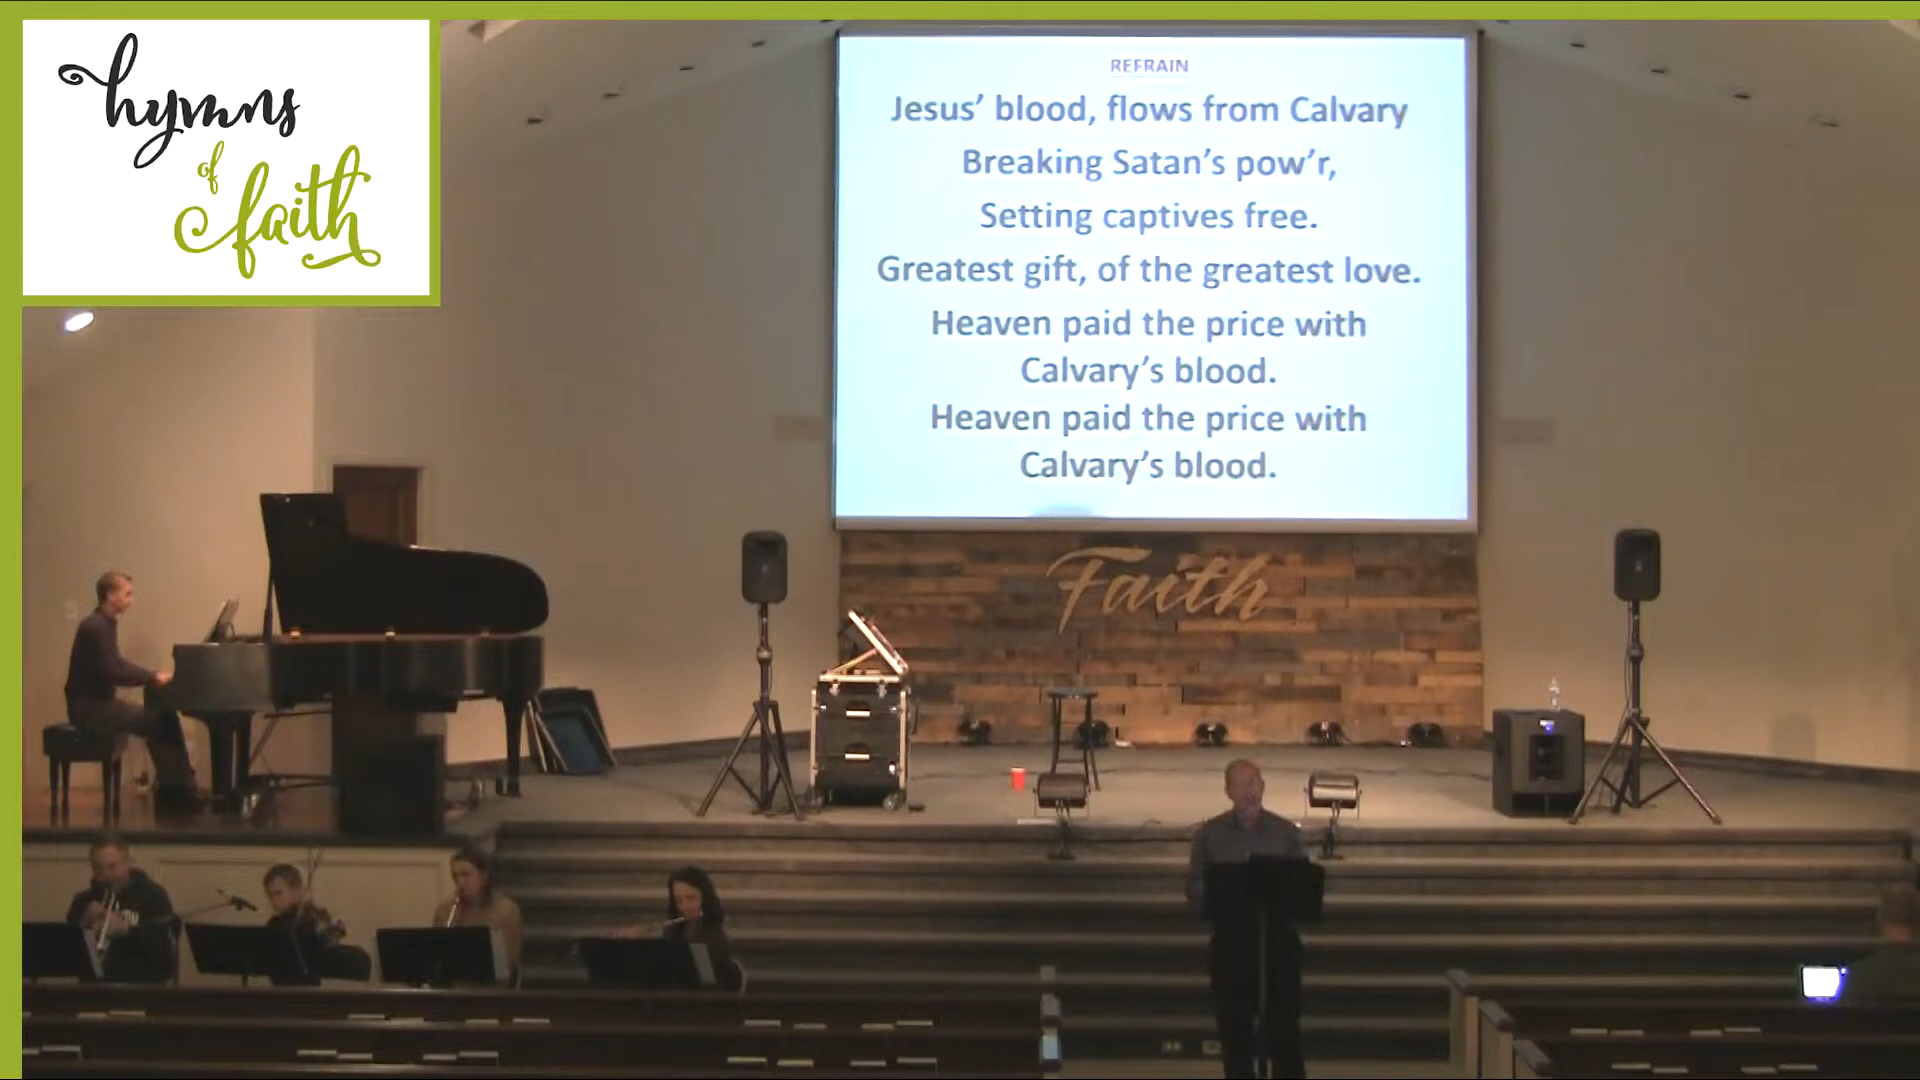 hymns
of
faith
REFRAIN
Jesus’ blood, flows from Calvary
Breaking Satan’s pow’r,
Setting captives free.
Greatest gift, of the greatest love.
Heaven paid the price with
Calvary’s blood.
Heaven paid the price with
Calvary’s blood.
Faith